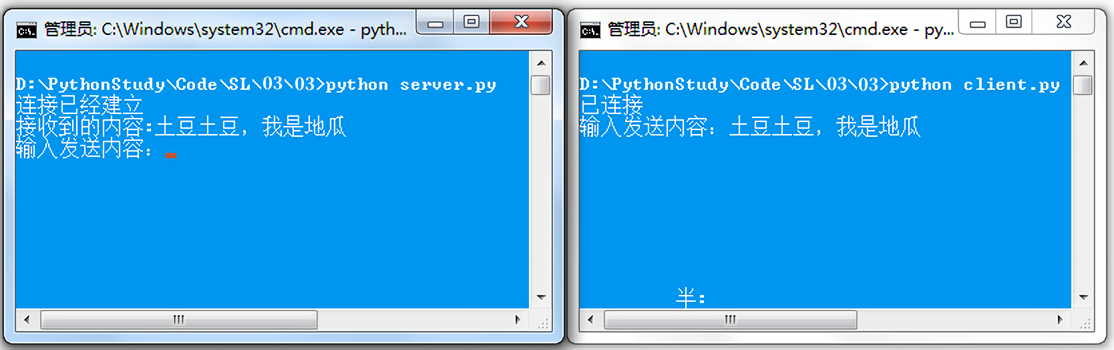 管理员: C:\Windows\system32\cmd.exe - pyth...
D:\PythonStudy\Code\SL\03\03>python server.py
连接已经建立
接收到的内容:土豆土豆，我是地瓜
输入发送内容：
管理员: C:\Windows\system32\cmd.exe - py...
D:\PythonStudy\Code\SL\03\03>python client.py
已连接
输入发送内容：土豆土豆，我是地瓜
半：